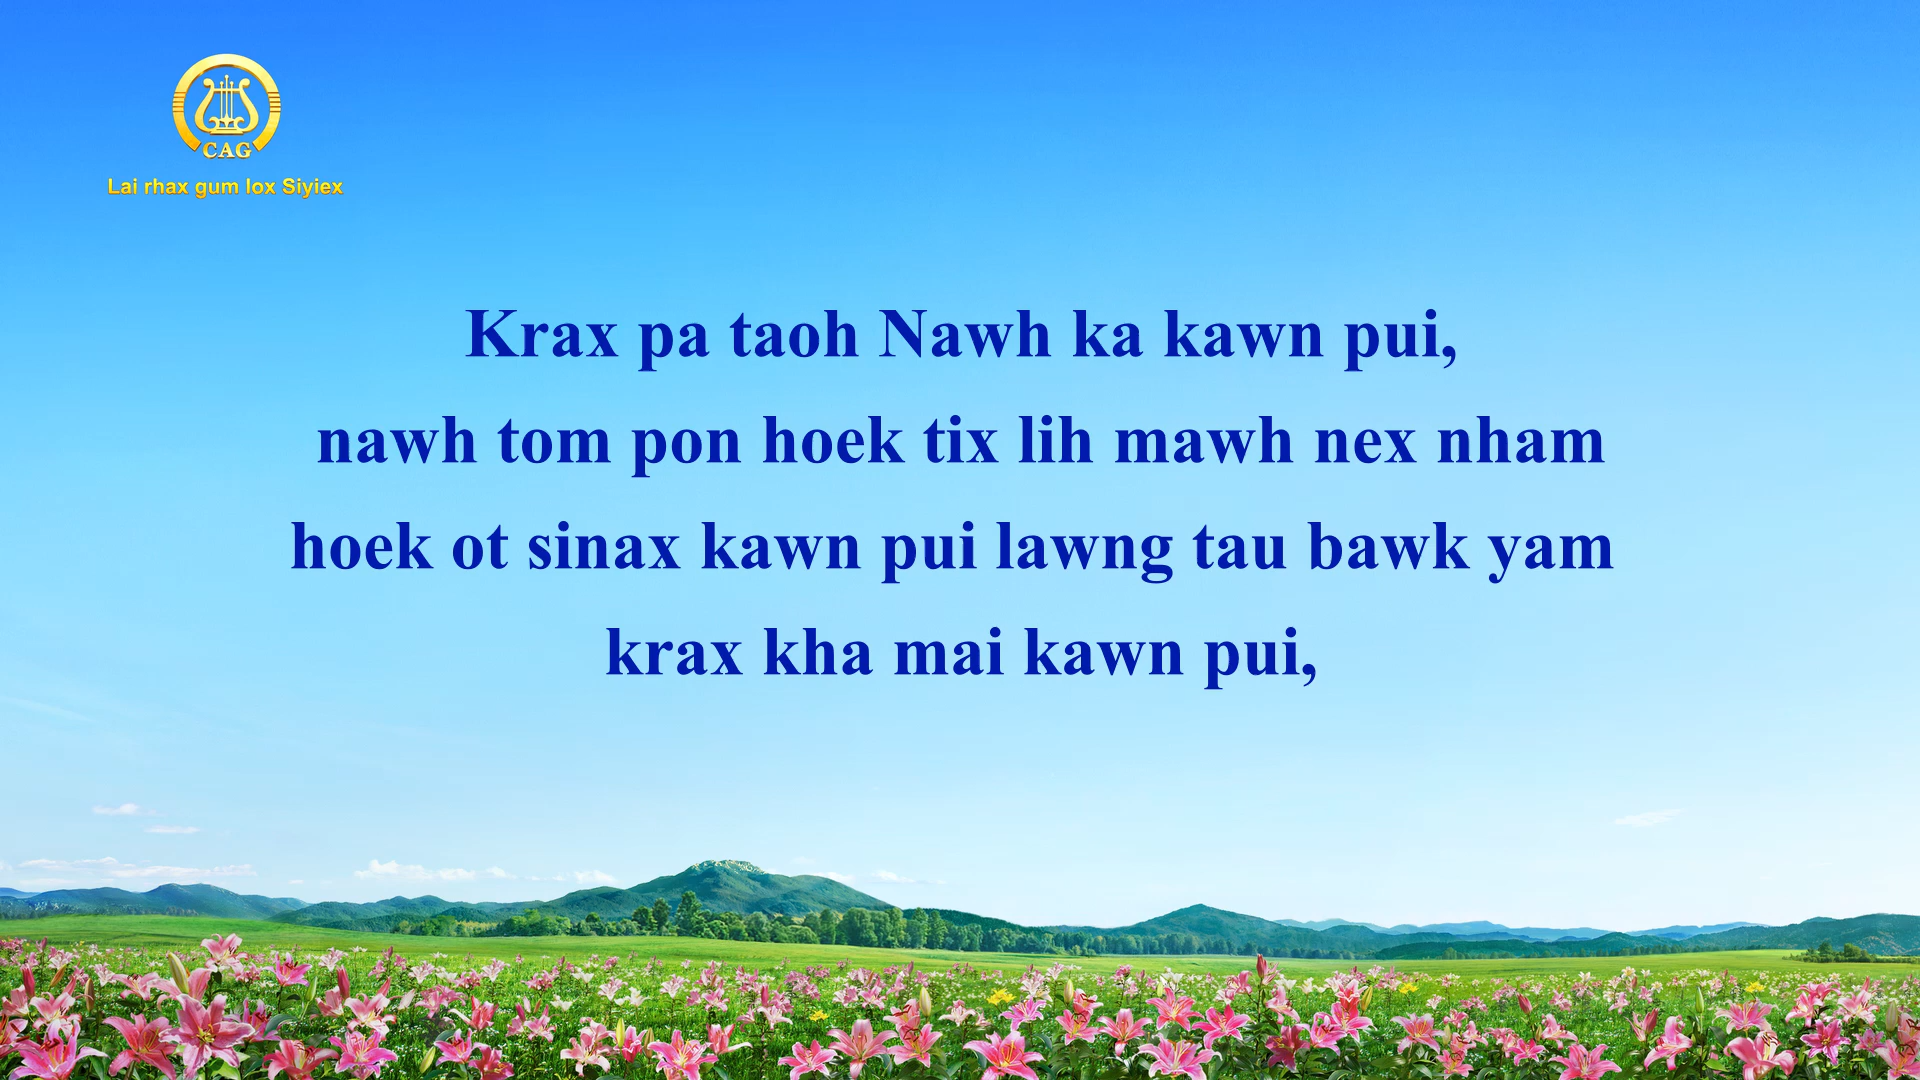 CAG
Lai rhax gum lox Siyiex
Krax pa taoh Nawh ka kawn pui,
nawh tom pon hoek tix lih mawh nex nham
hoek ot sinax kawn pui lawng tau bawk yam
krax kha mai kawn pui,